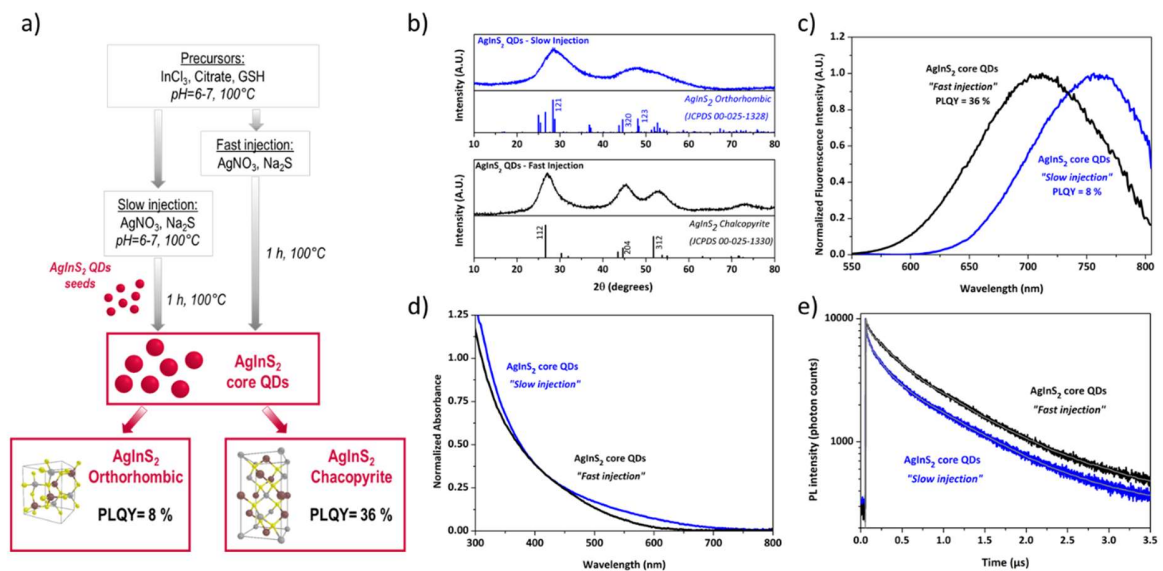 a)
Precursors:
InCl3, Citrate, GSH
pH=6-7, 100°C
Fast injection:
AgNO3, Na2S
Slow injection:
AgNO3, Na2S
pH=6-7, 100°C
AgInS2 QDs
seeds
1 h, 100°C
1 h, 100°C
AgInS2
core QDs
AgInS2
Orthorhombic
PLQY= 8 %
AgInS2
Chacopyrite
PLQY= 36 %
b)
Intensity (A.U.)
AgInS2 QDs - Slow Injection
121
320
123
AgInS2 Orthorhombic
(JCPDS 00-025-1328)
10 20 30 40 50 60 70 80
Intensity (A.U.)
AgInS2 QDs - Fast Injection
112
204
312
AgInS2 Chalcopyrite
(JCPDS 00-025-1330)
10 20 30 40 50 60 70 80
2θ (degrees)
c)
Normalized Fluorescence Intensity (A.U.)
1.2
1.0
0.8
0.6
0.4
0.2
0.0
AgInS2 core QDs
"Fast injection"
PLQY = 36 %
AgInS2 core QDs
"Slow injection"
PLQY = 8 %
550 600 650 700 750 800
Wavelength (nm)
d)
Normalized Absorbance
1.25
1.00
0.75
0.50
0.25
0.00
AgInS2 core QDs
"Slow injection"
AgInS2 core QDs
"Fast injection"
300 400 500 600 700 800
Wavelength (nm)
e)
PL intensity (photon counts)
10000
1000
AgInS2 core QDs
"Fast injection"
AgInS2 core QDs
"Slow injection"
0.0 0.5 1.0 1.5 2.0 2.5 3.0 3.5
Time (µs)